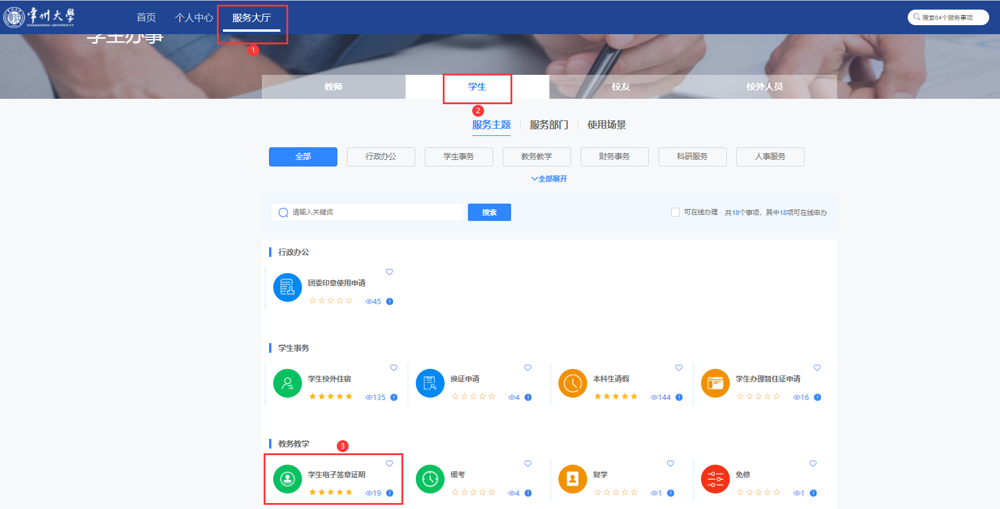 常州大學
CHANGZHOU UNIVERSITY
首页 个人中心 服务大厅
搜索64个服务事项
学生办事
1
教师 学生 校友 校外人员
2
服务主题 服务部门 使用场景
全部 行政办公 学生事务 教务教学 财务事务 科研服务 人事服务
全部展开
请输入关键词 搜索 可在线办理 共18个事项，其中18项可在线申办
行政办公
团委印章使用申请
45
学生事务
学生校外住宿 换证申请 本科生请假 学生办理暂住证申请
135 4 144 16
教务教学
3
学生电子签章证明 缓考 复学 免修
19 4 1 1